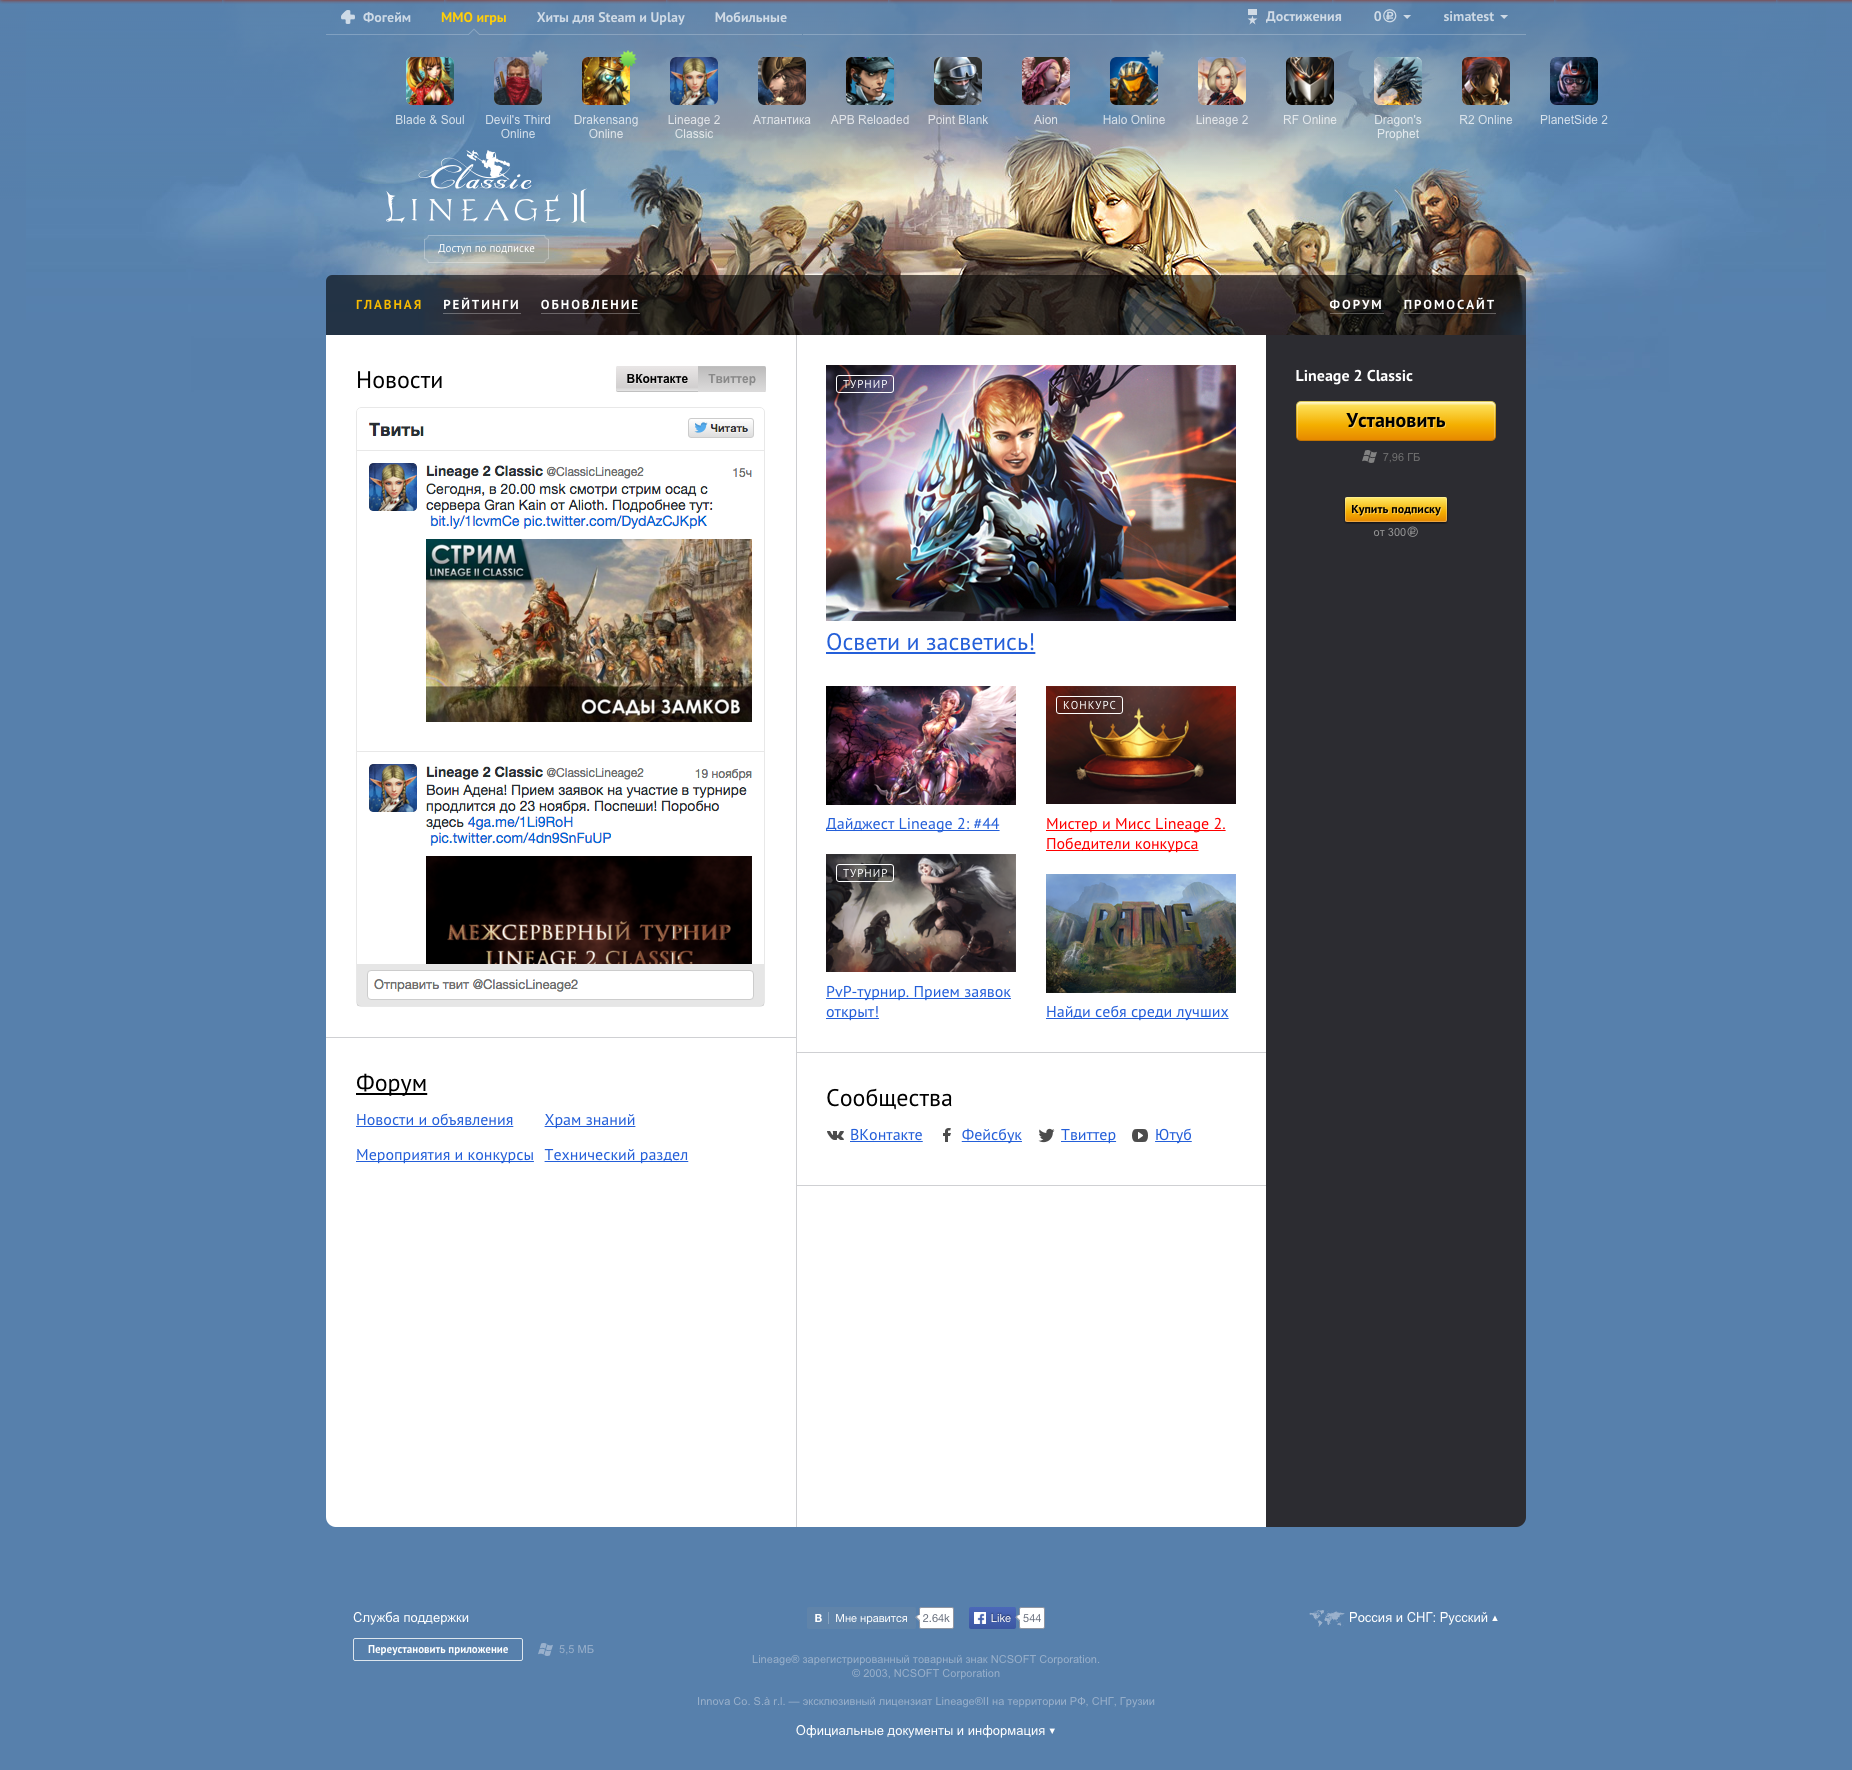 Фогейм ММО игры Хиты для Steam и Uplay Мобильные Достижения 0 simatest
Blade & Soul
Devil's Third
Online
Drakensang
Online
Lineage 2
Classic
Атлантика
APB Reloaded
Point Blank
Aion
Halo Online
Lineage 2
RF Online
Dragon's
Prophet
R2 Online
PlanetSide 2
Classic
LINEAGE II
Доступ по подписке
ГЛАВНАЯ РЕЙТИНГИ ОБНОВЛЕНИЕ ФОРУМ ПРОМОСАЙТ
Новости
ВКонтакте Твиттер
Твиты
Читать
Lineage 2 Classic @ClassicLineage2 15ч
Сегодня, в 20.00 msk смотри стрим осад с
сервера Gran Kain от Alioth. Подробнее тут:
bit.ly/1lcvmCe pic.twitter.com/DydAzCJKpK
СТРИМ
LINEAGE II CLASSIC
ОСАДЫ ЗАМКОВ
Lineage 2 Classic @ClassicLineage2 19 ноября
Воин Адена! Прием заявок на участие в турнире
продлится до 23 ноября. Поспеши! Поробно
здесь 4ga.me/1Li9RoH
pic.twitter.com/4dn9SnFuUP
МЕЖСЕРВЕРНЫЙ ТУРНИР
LINEAGE 2 CLASSIC
Отправить твит @ClassicLineage2
Форум
Новости и объявления Храм знаний
Мероприятия и конкурсы Технический раздел
ТУРНИР
Освети и засветись!
Дайджест Lineage 2: #44
КОНКУРС
Мистер и Мисс Lineage 2.
Победители конкурса
ТУРНИР
PvP-турнир. Прием заявок
открыт!
RATING
Найди себя среди лучших
Сообщества
ВКонтакте Фейсбук Твиттер Ютуб
Lineage 2 Classic
Установить
7,96 ГБ
Купить подписку
от 300
Служба поддержки
Переустановить приложение 5,5 МБ
В Мне нравится 2.64k Like 544
Россия и СНГ: Русский ▲
Lineage® зарегистрированный товарный знак NCSOFT Corporation.
© 2003, NCSOFT Corporation
Innova Co. S.à r.l. — эксклюзивный лицензиат Lineage®II на территории РФ, СНГ, Грузии
Официальные документы и информация ▼